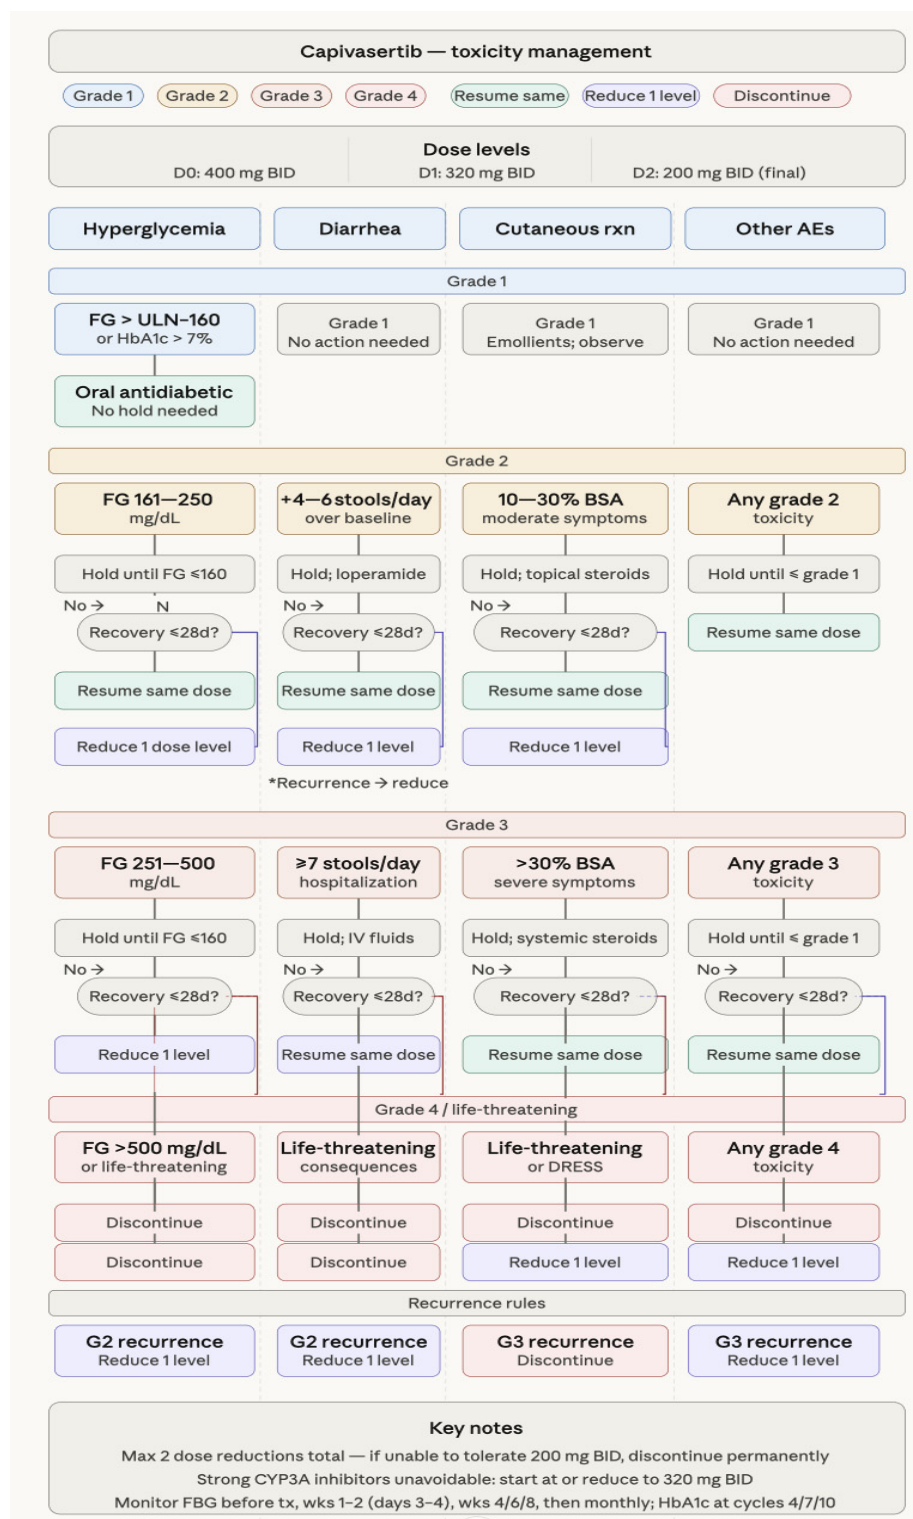 Capivasertib — toxicity management
Grade 1 Grade 2 Grade 3 Grade 4 Resume same Reduce 1 level Discontinue
Dose levels
D0: 400 mg BID D1: 320 mg BID D2: 200 mg BID (final)
Hyperglycemia Diarrhea Cutaneous rxn Other AEs
Grade 1
FG > ULN–160
or HbA1c > 7%
Grade 1
No action needed
Grade 1
Emollients; observe
Grade 1
No action needed
Oral antidiabetic
No hold needed
Grade 2
FG 161—250
mg/dL
+4—6 stools/day
over baseline
10—30% BSA
moderate symptoms
Any grade 2
toxicity
Hold until FG ≤160 Hold; loperamide Hold; topical steroids Hold until ≤ grade 1
No → N No → No →
Recovery ≤28d? Recovery ≤28d? Recovery ≤28d? Resume same dose
Resume same dose Resume same dose Resume same dose
Reduce 1 dose level Reduce 1 level Reduce 1 level
*Recurrence → reduce
Grade 3
FG 251—500
mg/dL
≥7 stools/day
hospitalization
>30% BSA
severe symptoms
Any grade 3
toxicity
Hold until FG ≤160 Hold; IV fluids Hold; systemic steroids Hold until ≤ grade 1
No → No → No → No →
Recovery ≤28d? Recovery ≤28d? Recovery ≤28d? Recovery ≤28d?
Reduce 1 level Resume same dose Resume same dose Resume same dose
Grade 4 / life-threatening
FG >500 mg/dL
or life-threatening
Life-threatening
consequences
Life-threatening
or DRESS
Any grade 4
toxicity
Discontinue Discontinue Discontinue Discontinue
Discontinue Discontinue Reduce 1 level Reduce 1 level
Recurrence rules
G2 recurrence
Reduce 1 level
G2 recurrence
Reduce 1 level
G3 recurrence
Discontinue
G3 recurrence
Reduce 1 level
Key notes
Max 2 dose reductions total — if unable to tolerate 200 mg BID, discontinue permanently
Strong CYP3A inhibitors unavoidable: start at or reduce to 320 mg BID
Monitor FBG before tx, wks 1–2 (days 3–4), wks 4/6/8, then monthly; HbA1c at cycles 4/7/10